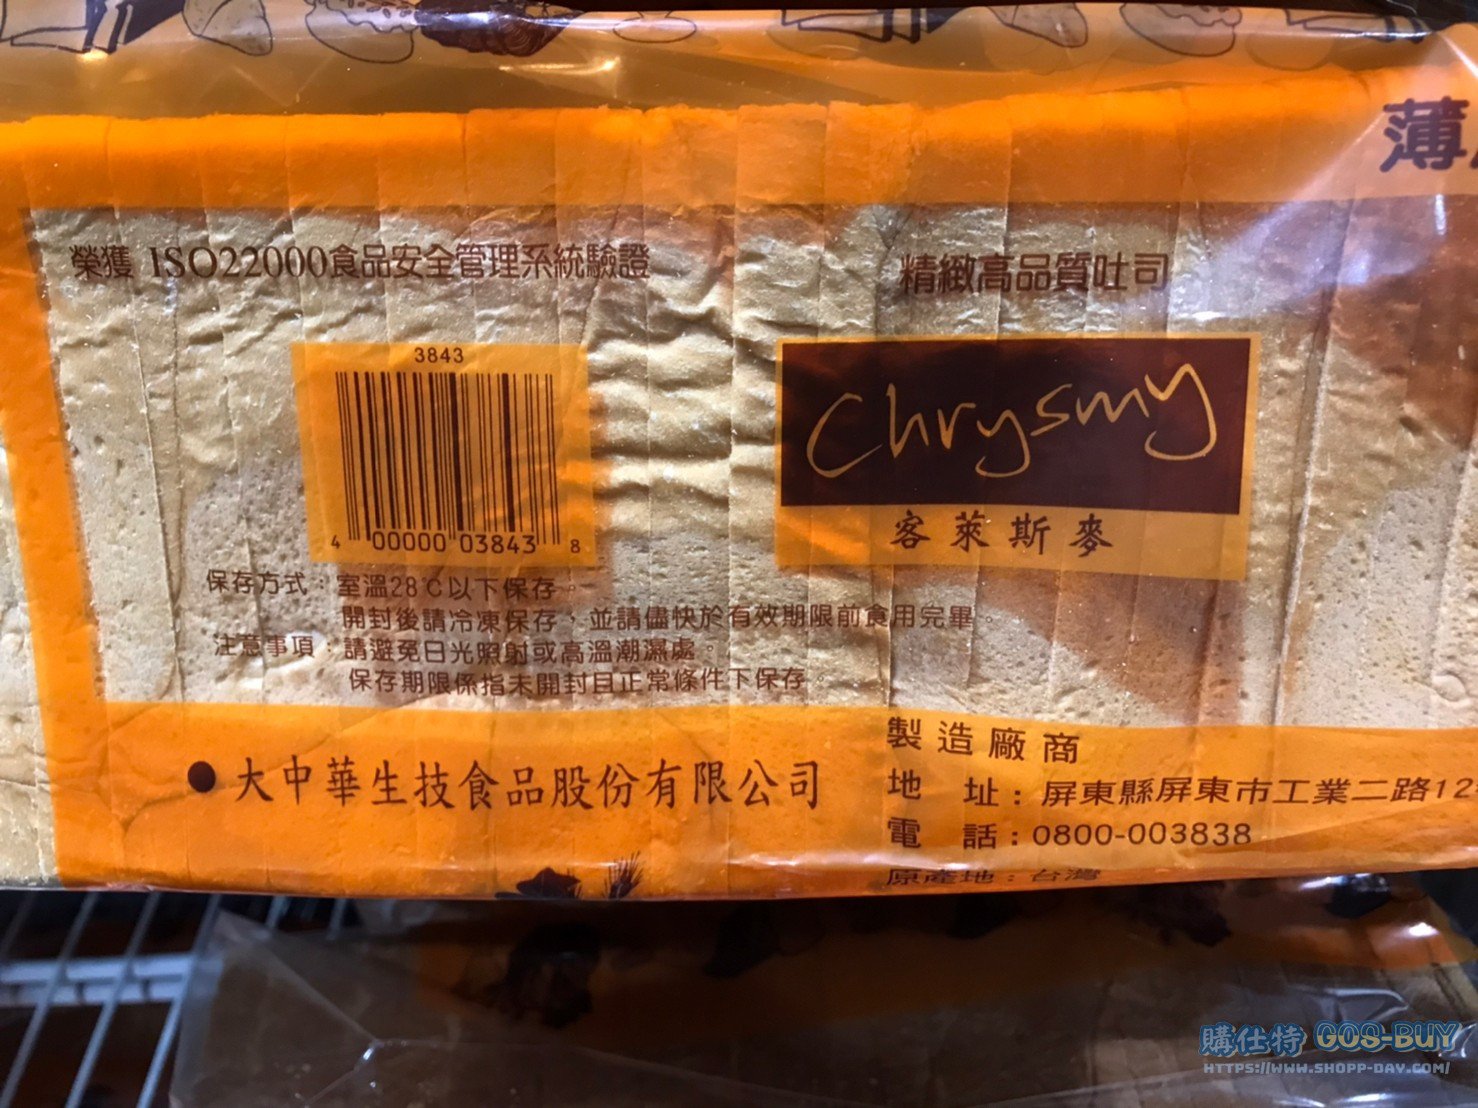 薄
榮獲 ISO22000食品安全管理系統驗證
精緻高品質吐司
3843
4 00000 03843 8
Chrysmy
客萊斯麥
保存方式：室溫28℃以下保存。
開封後請冷凍保存，並請儘快於有效期限前食用完畢。
注意事項：請避免日光照射或高溫潮濕處。
保存期限係指未開封且正常條件下保存。
●大中華生技食品股份有限公司
製造廠商
地 址：屏東縣屏東市工業二路12
電 話：0800-003838
原產地：台灣
購仕特 GOS-BUY
HTTPS://WWW.SHOPP-DAY.COM/